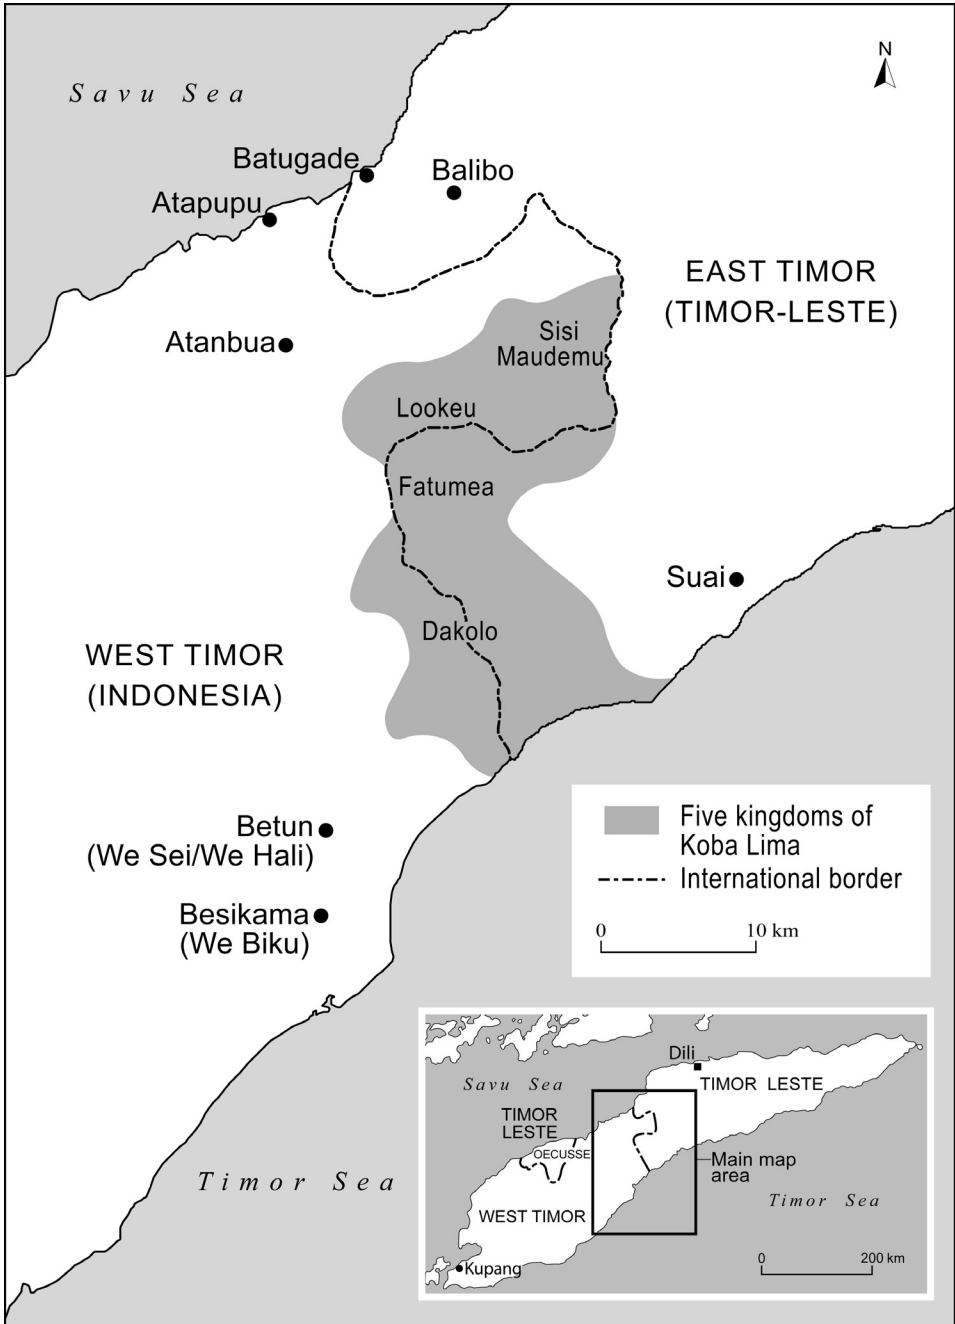 N
Savu Sea
Batugade
Balibo
Atapupu
EAST TIMOR
(TIMOR-LESTE)
Atanbua
Sisi
Maudemu
Lookeu
Fatumea
Suai
Dakolo
WEST TIMOR
(INDONESIA)
Betun
(We Sei/We Hali)
Besikama
(We Biku)
Five kingdoms of
Koba Lima
International border
0 10 km
Timor Sea
Dili
Savu Sea
TIMOR LESTE
TIMOR
LESTE
OECUSSE
Main map
area
Timor Sea
WEST TIMOR
0 200 km
Kupang